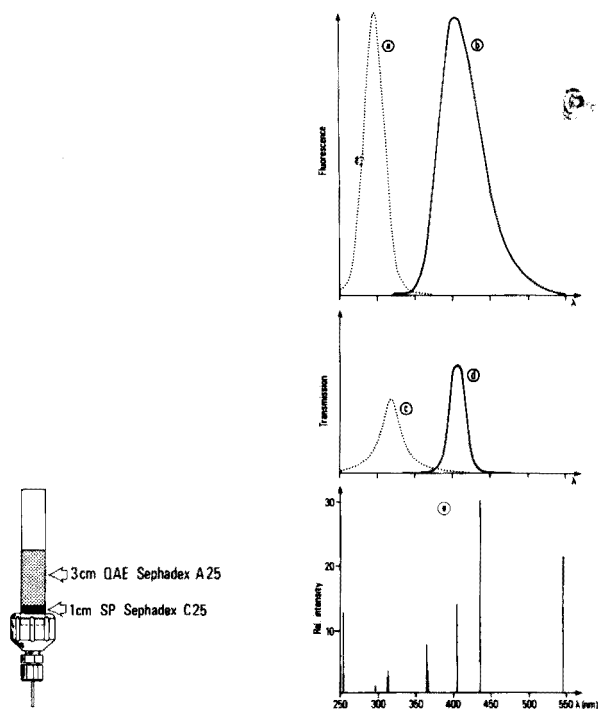 3cm QAE Sephadex A25
1cm SP Sephadex C25
Fluorescence
a
b
λ
Transmission
c
d
λ
Rel. intensity
e
30
20
10
250 300 350 400 450 500 550 λ (nm)